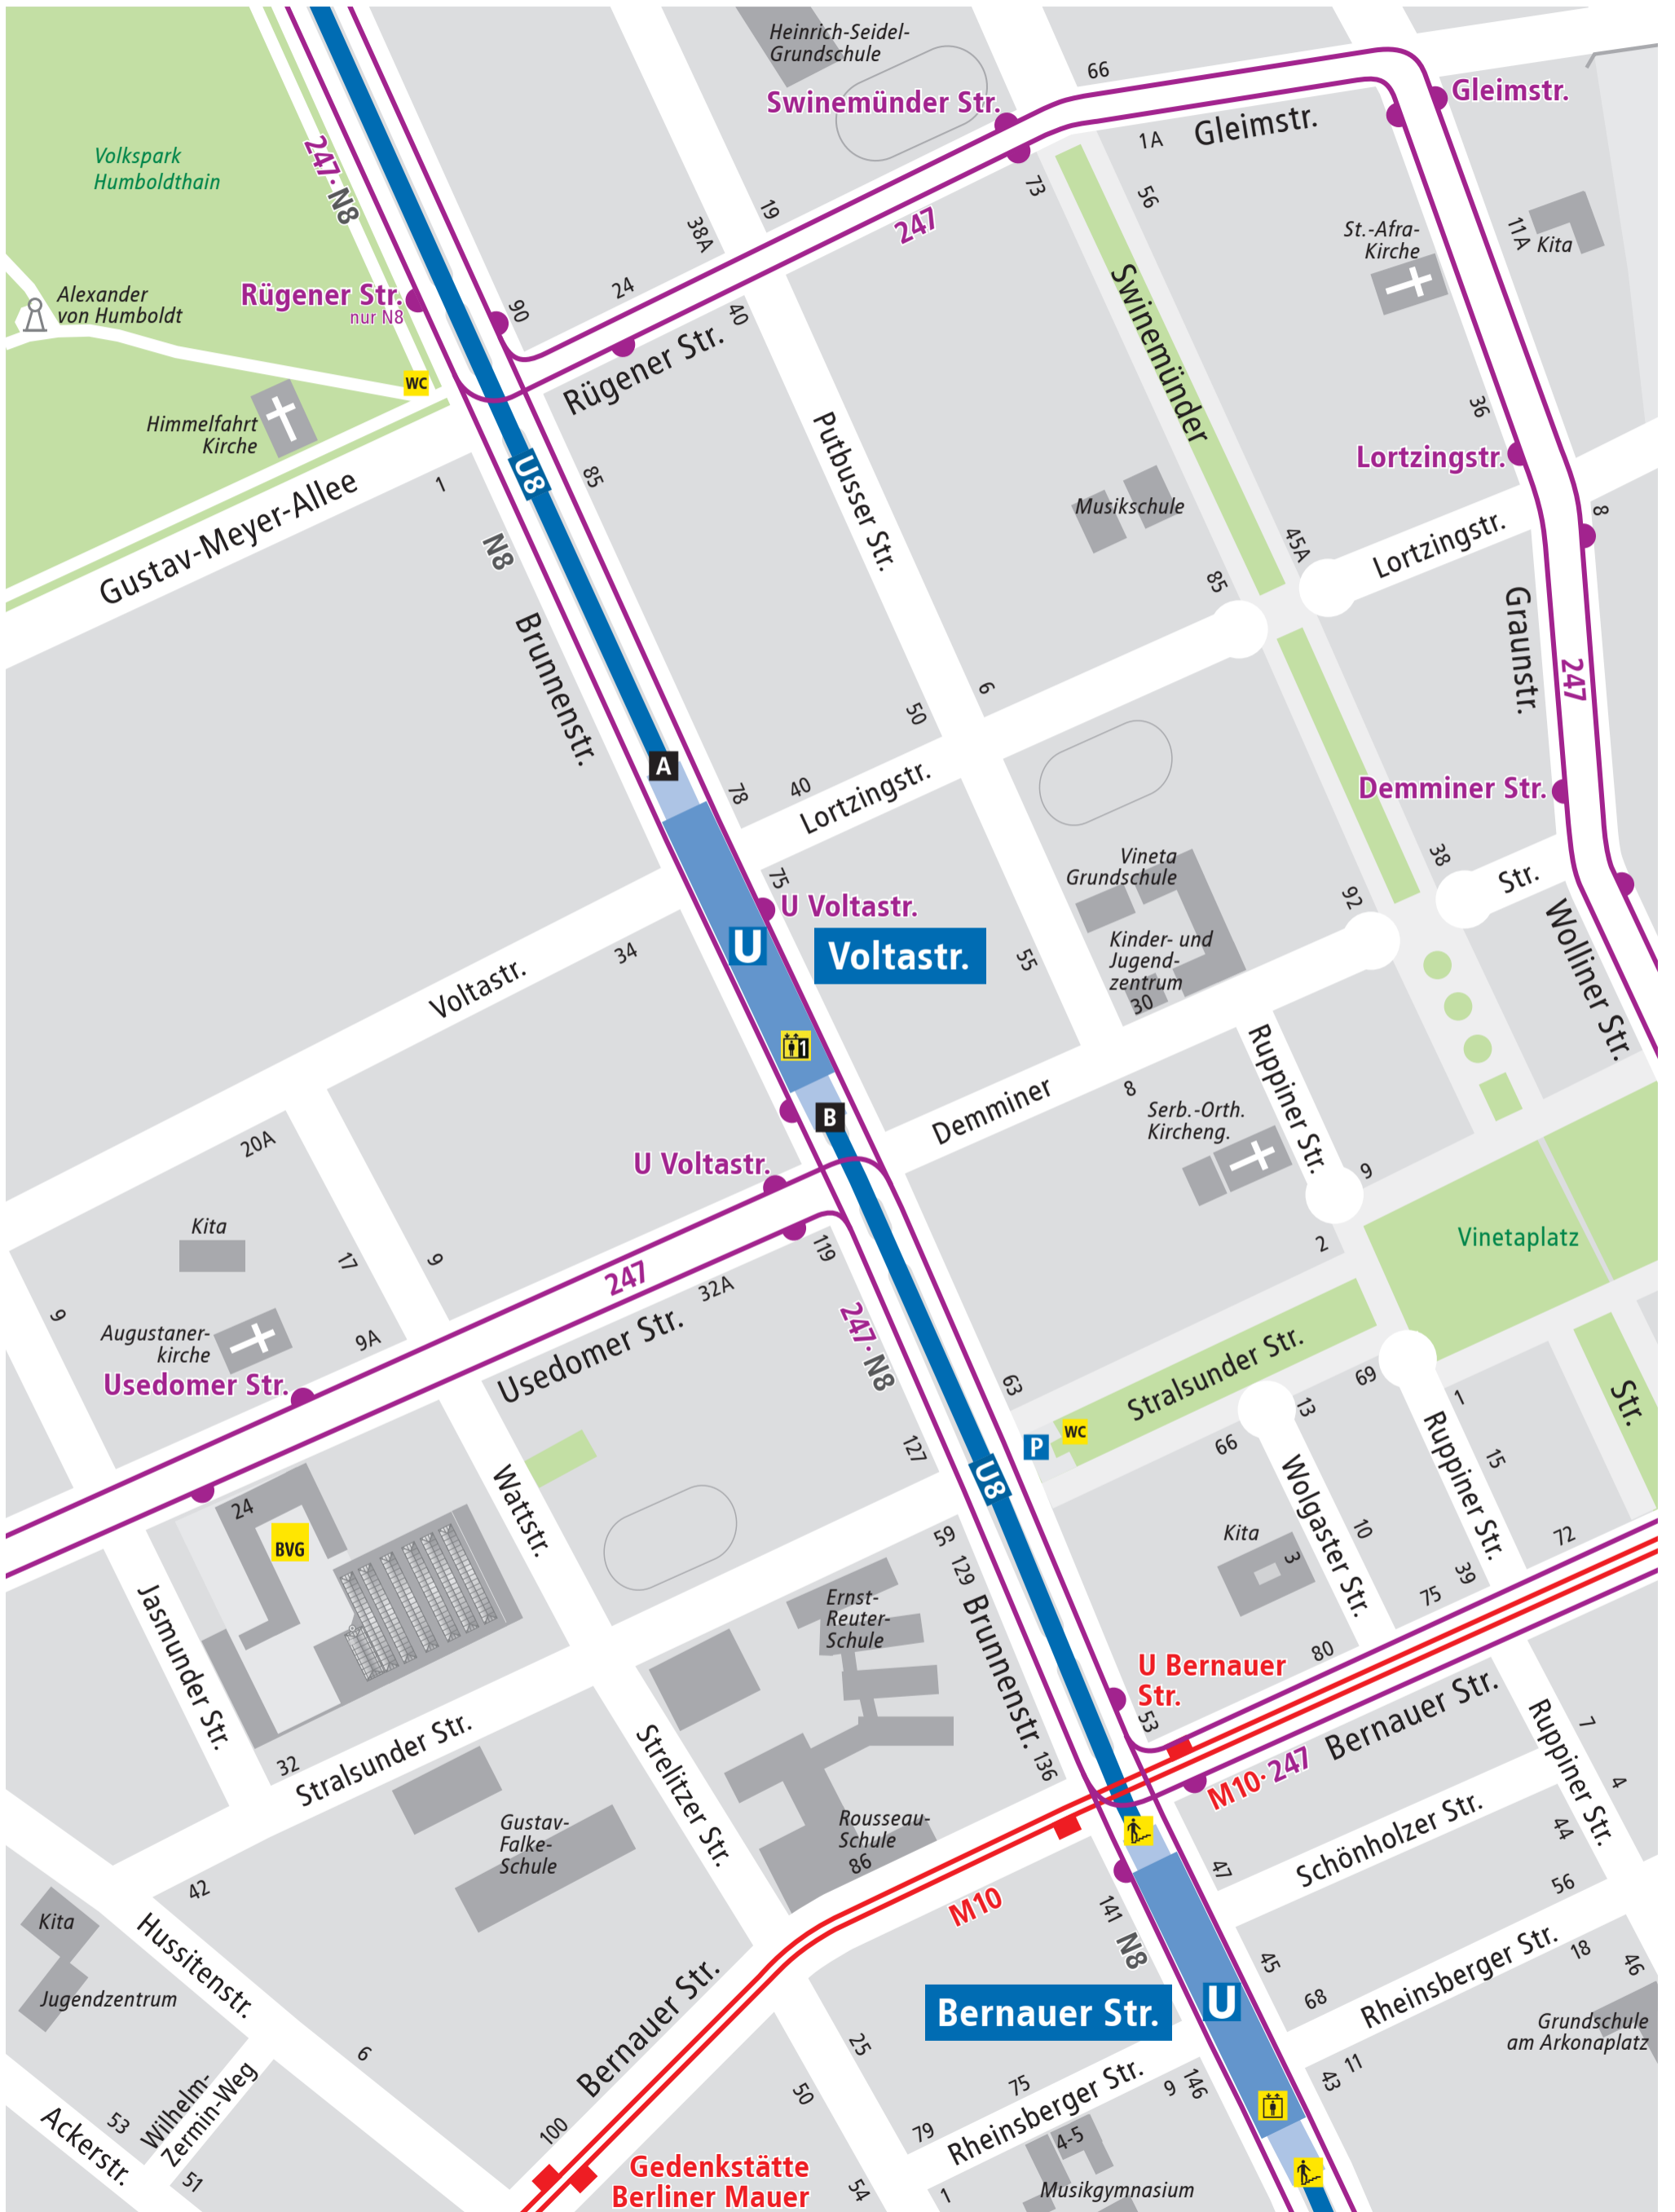 Heinrich-Seidel-
Grundschule
66
Swinemünder Str.
Gleimstr.
1A
Gleimstr.
Volkspark
Humboldthain
247·N8
73
56
19
38A
247
11A
Kita
St.-Afra-
Kirche
Alexander
von Humboldt
Rügener Str.
nur N8
90
24
40
Rügener Str.
Swinemünder
WC
Himmelfahrt
Kirche
36
Putbusser Str.
Lortzingstr.
U8
85
1
Gustav-Meyer-Allee
N8
Musikschule
8
45A
Lortzingstr.
85
Graunstr.
Brunnenstr.
247
6
50
A
78
40
Lortzingstr.
Demminer Str.
Vineta
Grundschule
38
Str.
75
U Voltastr.
92
Wolliner Str.
U
Voltastr.
34
Voltastr.
55
Kinder- und
Jugend-
zentrum
30
1
Ruppiner Str.
B
Demminer
8
Serb.-Orth.
Kircheng.
20A
U Voltastr.
9
Kita
17
9
119
2
Vinetaplatz
247
32A
9
Augustaner-
kirche
9A
Usedomer Str.
Usedomer Str.
247·N8
63
Stralsunder Str.
69
13
1
Str.
P
WC
66
127
U8
Ruppiner Str.
15
Wattstr.
Wolgaster Str.
24
BVG
Kita
3
10
72
59
129
39
75
Jasmunder Str.
Ernst-
Reuter-
Schule
Brunnenstr.
80
U Bernauer
Str.
53
Bernauer Str.
Ruppiner Str.
7
Stralsunder Str.
32
Strelitzer Str.
136
M10·247
4
Gustav-
Falke-
Schule
Rousseau-
Schule
86
Schönholzer Str.
44
47
42
M10
141
N8
56
Kita
Hussitenstr.
45
Rheinsberger Str.
18
46
Jugendzentrum
Bernauer Str.
Bernauer Str.
U
68
Grundschule
am Arkonaplatz
6
25
Rheinsberger Str.
75
9
146
43
11
Wilhelm-
Zermin-Weg
53
Ackerstr.
50
100
79
4-5
51
Gedenkstätte
Berliner Mauer
54
1
Musikgymnasium